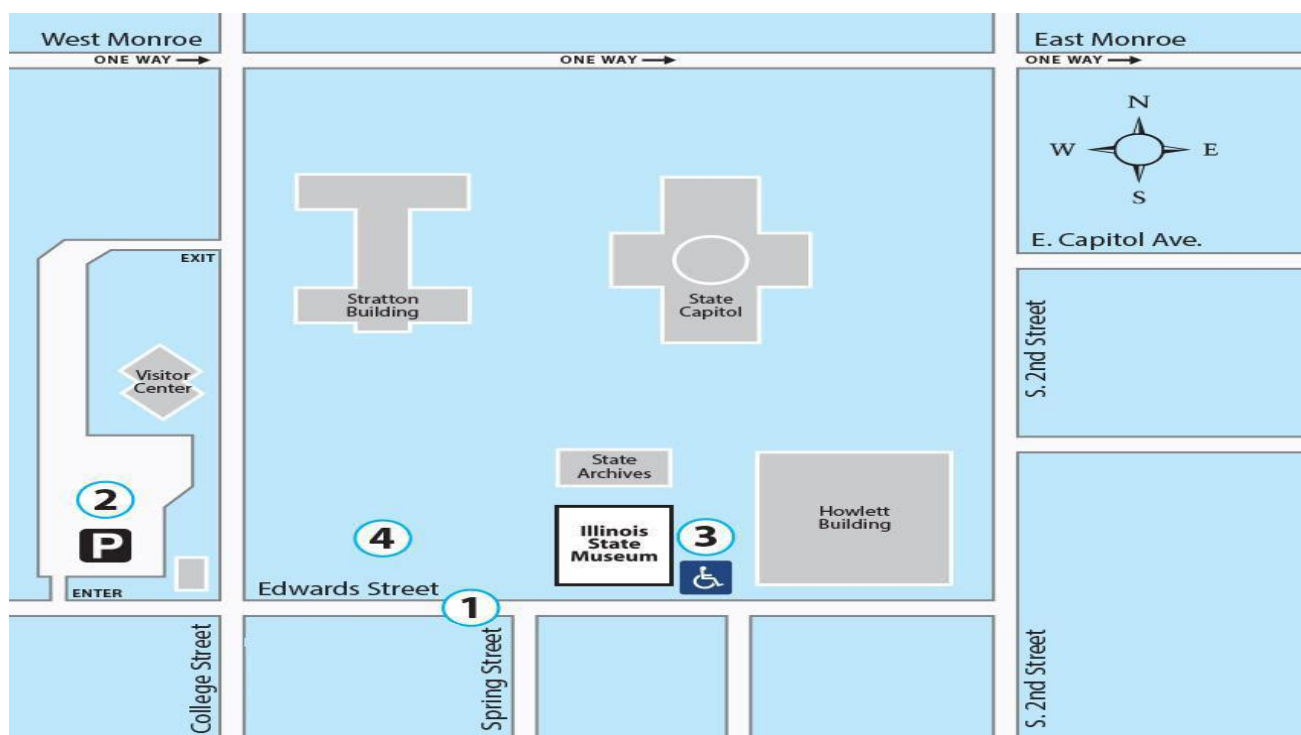 West Monroe
ONE WAY
ONE WAY
East Monroe
ONE WAY
N
W
E
S
E. Capitol Ave.
EXIT
Stratton
Building
State
Capitol
S. 2nd Street
Visitor
Center
State
Archives
2
P
4
Illinois
State
Museum
3
Howlett
Building
ENTER
Edwards Street
1
College Street
Spring Street
S. 2nd Street